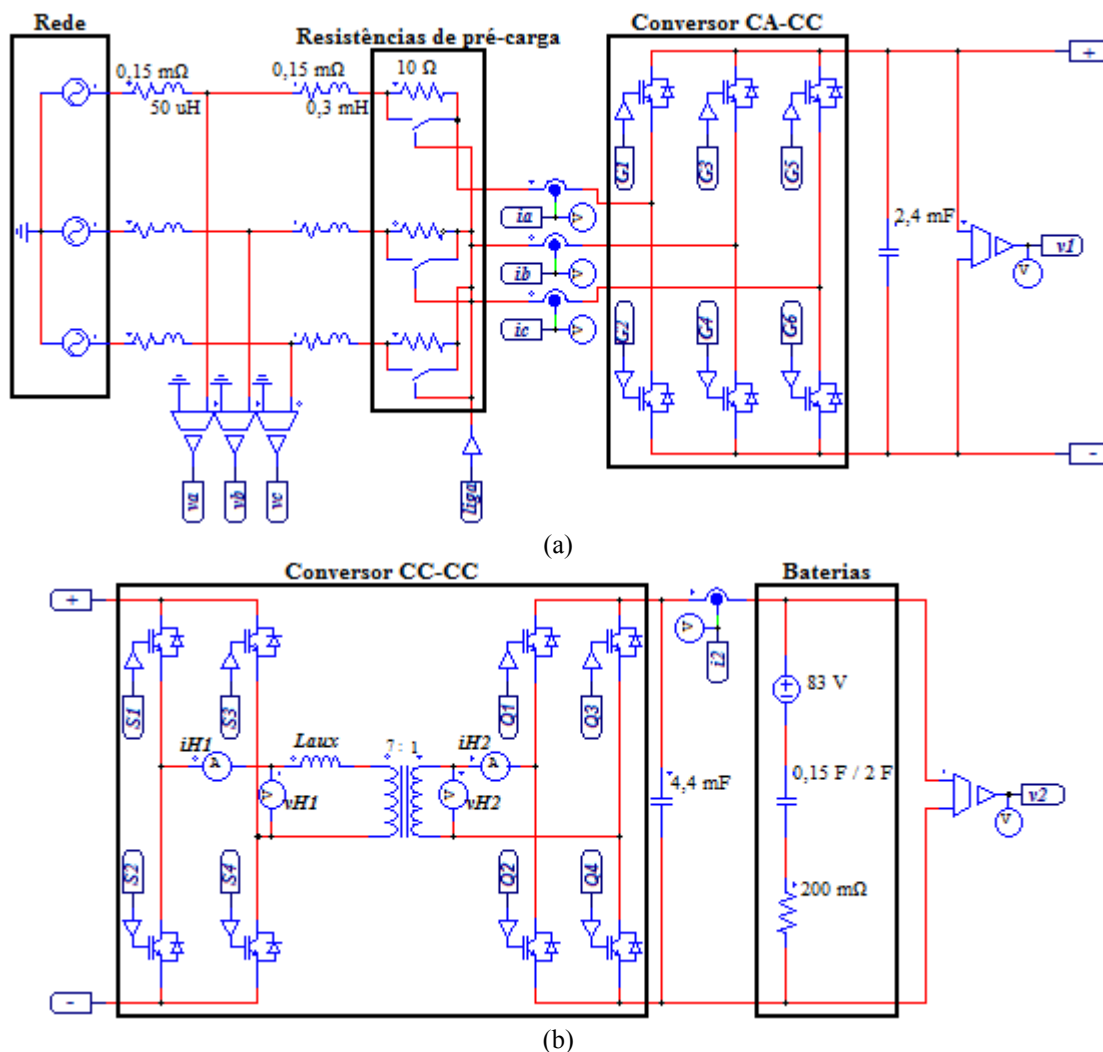 Rede
Resistências de pré-carga
Conversor CA-CC
0,15 mΩ
50 uH
0,15 mΩ
0,3 mH
10 Ω
G1
G3
G5
+
ia
V
ib
V
ic
V
2,4 mF
V
v1
G2
G4
G6
-
va
vb
vc
liga
(a)
Conversor CC-CC
Baterias
+
S1
S3
Q1
Q3
V
i2
83 V
iH1
A
Laux
7 : 1
iH2
A
V
vH1
V
vH2
4,4 mF
0,15 F / 2 F
V
v2
S2
S4
Q2
Q4
200 mΩ
-
(b)